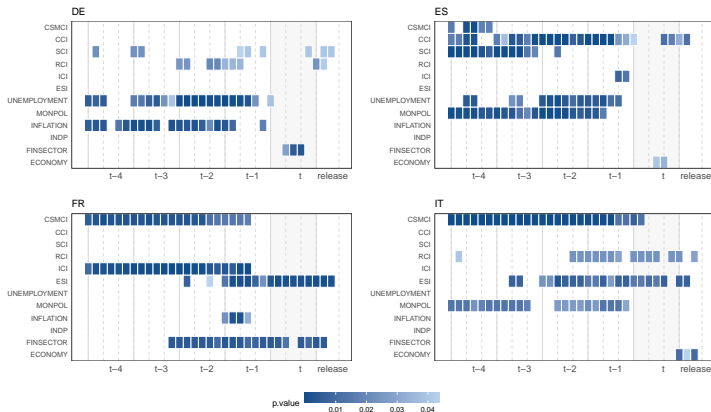 DE
CSMCI
CCI
SCI
RCI
ICI
ESI
UNEMPLOYMENT
MONPOL
INFLATION
INDP
FINSECTOR
ECONOMY
t−4 t−3 t−2 t−1 t release
ES
CSMCI
CCI
SCI
RCI
ICI
ESI
UNEMPLOYMENT
MONPOL
INFLATION
INDP
FINSECTOR
ECONOMY
t−4 t−3 t−2 t−1 t release
FR
CSMCI
CCI
SCI
RCI
ICI
ESI
UNEMPLOYMENT
MONPOL
INFLATION
INDP
FINSECTOR
ECONOMY
t−4 t−3 t−2 t−1 t release
IT
CSMCI
CCI
SCI
RCI
ICI
ESI
UNEMPLOYMENT
MONPOL
INFLATION
INDP
FINSECTOR
ECONOMY
t−4 t−3 t−2 t−1 t release
p.value
0.01 0.02 0.03 0.04